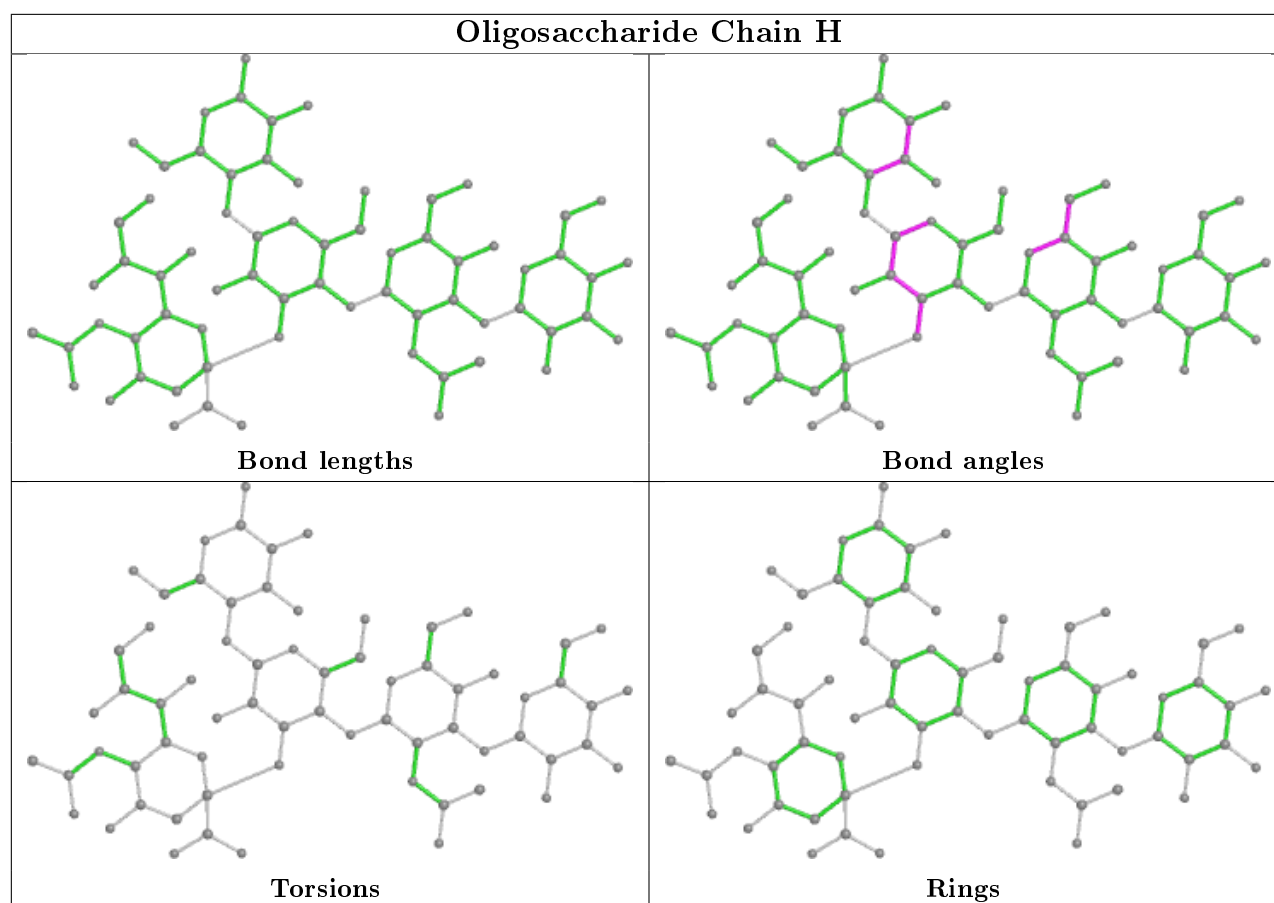 Oligosaccharide Chain H
Bond lengths
Bond angles
Torsions
Rings